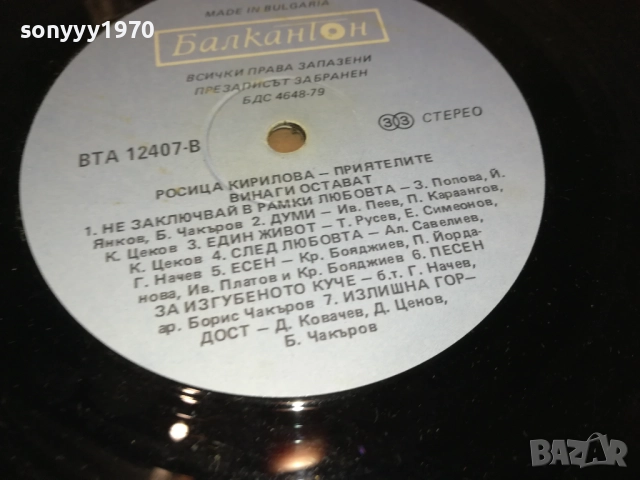 sonyyy1970
MADE IN BULGARIA
Балкантон
ВСИЧКИ ПРАВА ЗАПАЗЕНИ
ПРЕЗАПИСЪТ ЗАБРАНЕН
БДС 4648-79
ВТА 12407-В
33 СТЕРЕО
РОСИЦА КИРИЛОВА – ПРИЯТЕЛИТЕ
ВИНАГИ ОСТАВАТ
1. НЕ ЗАКЛЮЧВАЙ В РАМКИ ЛЮБОВТА – З. Попова, Й.
Янков, Б. Чакъров 2. ДУМИ – Ив. Пеев, П. Караангов,
К. Цеков 3. ЕДИН ЖИВОТ – Т. Русев, Е. Симеонов,
К. Цеков 4. СЛЕД ЛЮБОВТА – Ал. Савелиев,
Г. Начев 5. ЕСЕН – Кр. Бояджиев, П. Йорда-
нова, Ив. Платов и Кр. Бояджиев 6. ПЕСЕН
ЗА ИЗГУБЕНОТО КУЧЕ – б.т. Г. Начев,
ар. Борис Чакъров 7. ИЗЛИШНА ГОР-
ДОСТ – Д. Ковачев, Д. Ценов,
Б. Чакъров
BAZAR